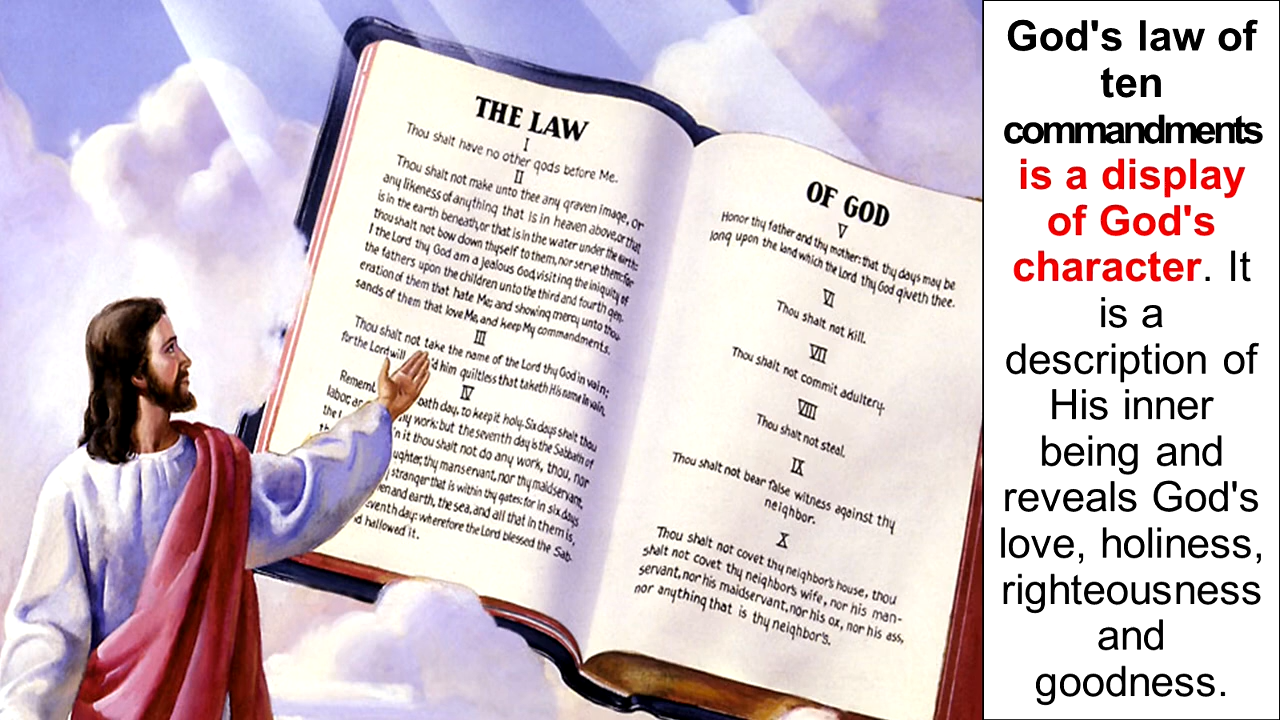 THE LAW
I
Thou shalt have no other gods before Me.
II
Thou shalt not make unto thee any graven image, or
any likeness of anything that is in heaven above, or that
is in the earth beneath, or that is in the water under the earth:
thou shalt not bow down thyself to them, nor serve them: for
I the Lord thy God am a jealous God, visiting the iniquity of
the fathers upon the children unto the third and fourth gen-
eration of them that hate Me; and showing mercy unto thou-
sands of them that love Me, and keep My commandments.
III
Thou shalt not take the name of the Lord thy God in vain;
for the Lord will d him guiltless that taketh His name in vain.
IV
Rememb bath day, to keep it holy. Six days shalt thou
labor, an thy work: but the seventh day is the Sabbath of
the L n it thou shalt not do any work, thou, nor
th ughter, thy manservant, nor thy maidservant,
stranger that is within thy gates: for in six days
ven and earth, the sea, and all that in them is,
eventh day: wherefore the Lord blessed the Sab-
d hallowed it.
OF GOD
V
Honor thy father and thy mother: that thy days may be
long upon the land which the Lord thy God giveth thee.
VI
Thou shalt not kill.
VII
Thou shalt not commit adultery.
VIII
Thou shalt not steal.
IX
Thou shalt not bear false witness against thy
neighbor.
X
Thou shalt not covet thy neighbor's house, thou
shalt not covet thy neighbor's wife, nor his man-
servant, nor his maidservant, nor his ox, nor his ass,
nor anything that is thy neighbor's.
God's law of
ten
commandments
is a display
of God's
character. It
is a
description of
His inner
being and
reveals God's
love, holiness,
righteousness
and
goodness.